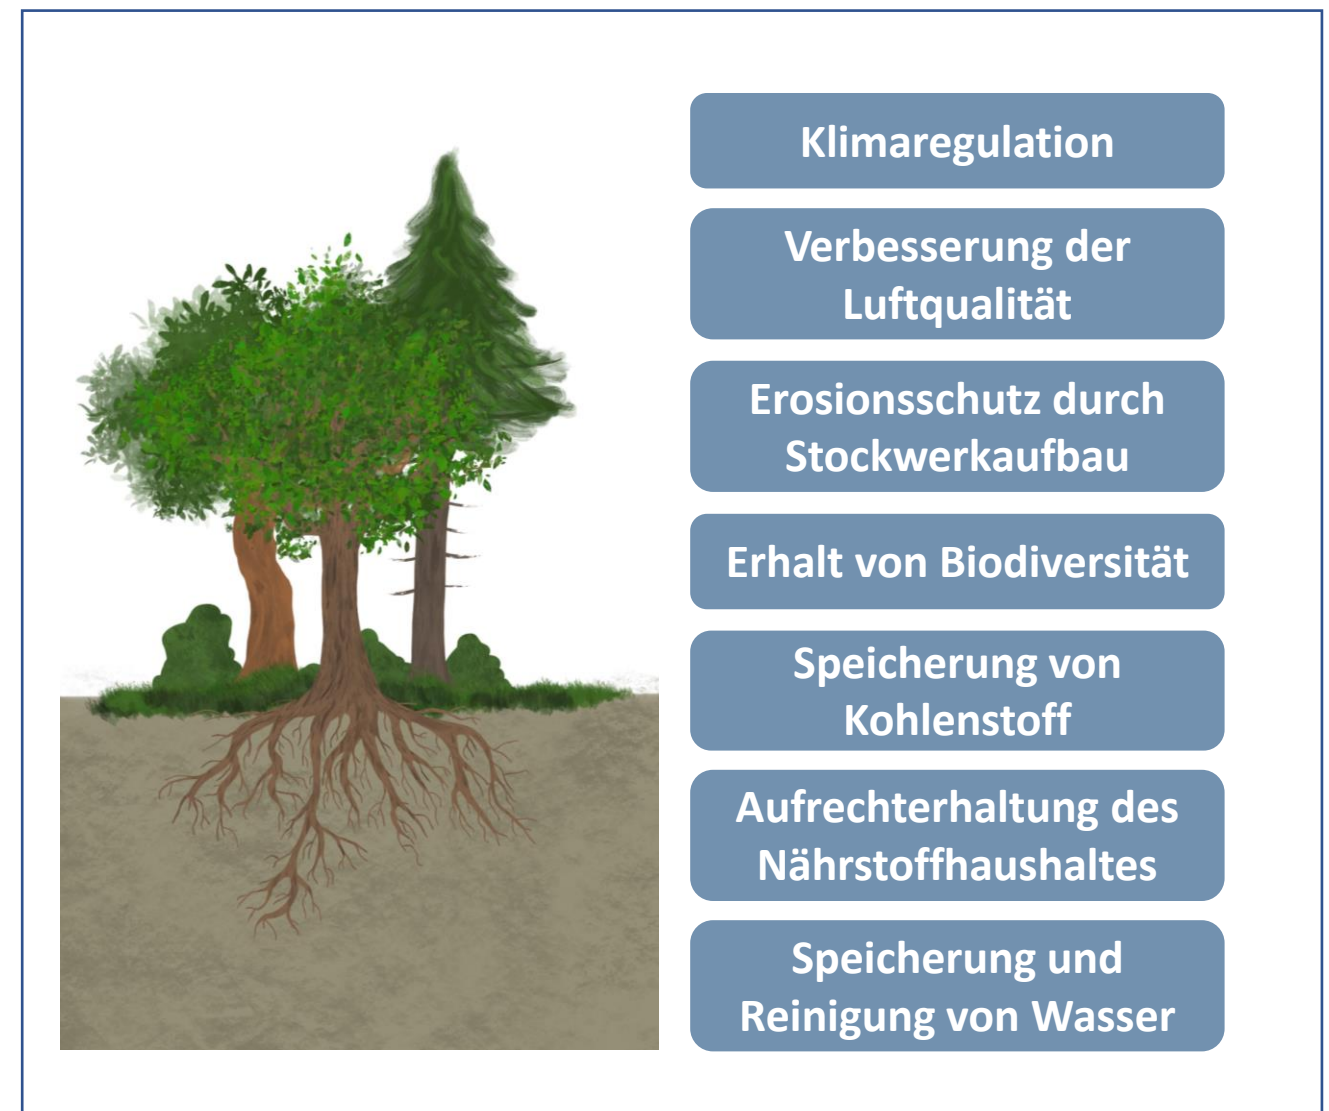 Klimaregulation
Verbesserung der
Luftqualität
Erosionsschutz durch
Stockwerkaufbau
Erhalt von Biodiversität
Speicherung von
Kohlenstoff
Aufrechterhaltung des
Nährstoffhaushaltes
Speicherung und
Reinigung von Wasser